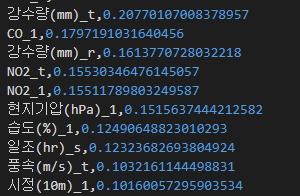 강수량(mm)_t,0.20770107008378957
CO_1,0.1797191031640456
강수량(mm)_r,0.1613770728032218
NO2_t,0.15530346476145057
NO2_1,0.15511789803249587
현지기압(hPa)_1,0.1515637444212582
습도(%)_1,0.12490648823010293
일조(hr)_s,0.12323682693804924
풍속(m/s)_t,0.1032161144498831
시정(10m)_1,0.10160057295903534